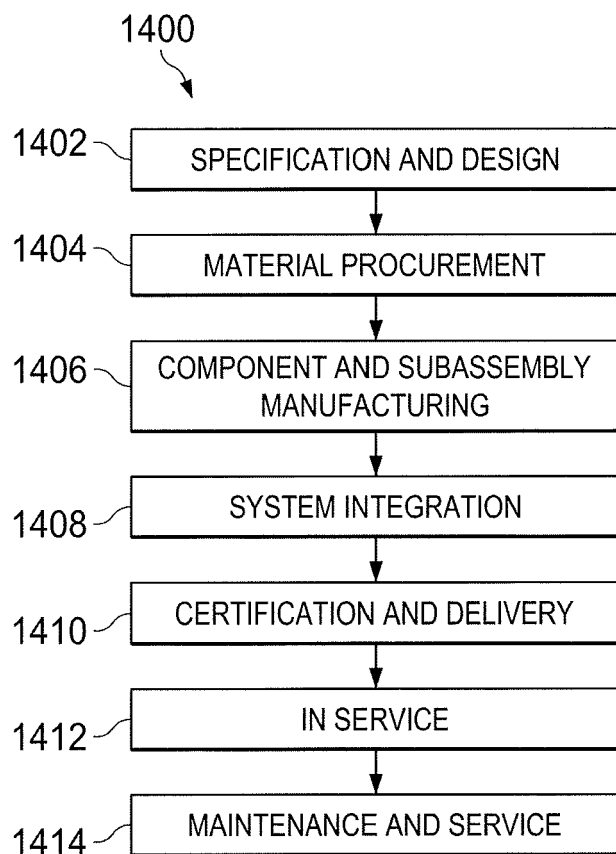 1400
1402
SPECIFICATION AND DESIGN
1404
MATERIAL PROCUREMENT
1406
COMPONENT AND SUBASSEMBLY
MANUFACTURING
1408
SYSTEM INTEGRATION
1410
CERTIFICATION AND DELIVERY
1412
IN SERVICE
1414
MAINTENANCE AND SERVICE